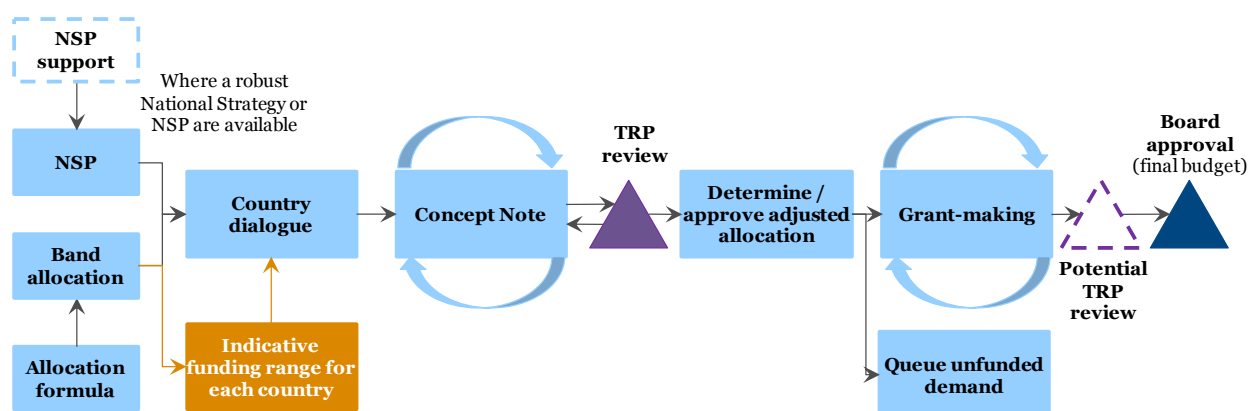 NSP
support
Where a robust
National Strategy or
NSP are available
NSP
Band
allocation
Allocation
formula
Country
dialogue
Indicative
funding range for
each country
Concept Note
TRP
review
Determine /
approve adjusted
allocation
Grant-making
Queue unfunded
demand
Potential
TRP
review
Board
approval
(final budget)